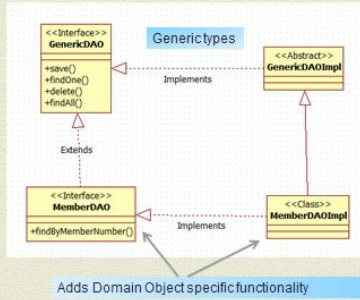 <<Interface>>
GenericDAO
+save()
+findOne()
+delete()
+findAll()
Generic types
<<Abstract>>
GenericDAOImpl
Implements
Extends
<<Interface>>
MemberDAO
+findByMemberNumber()
Implements
<<Class>>
MemberDAOImpl
Adds Domain Object specific functionality